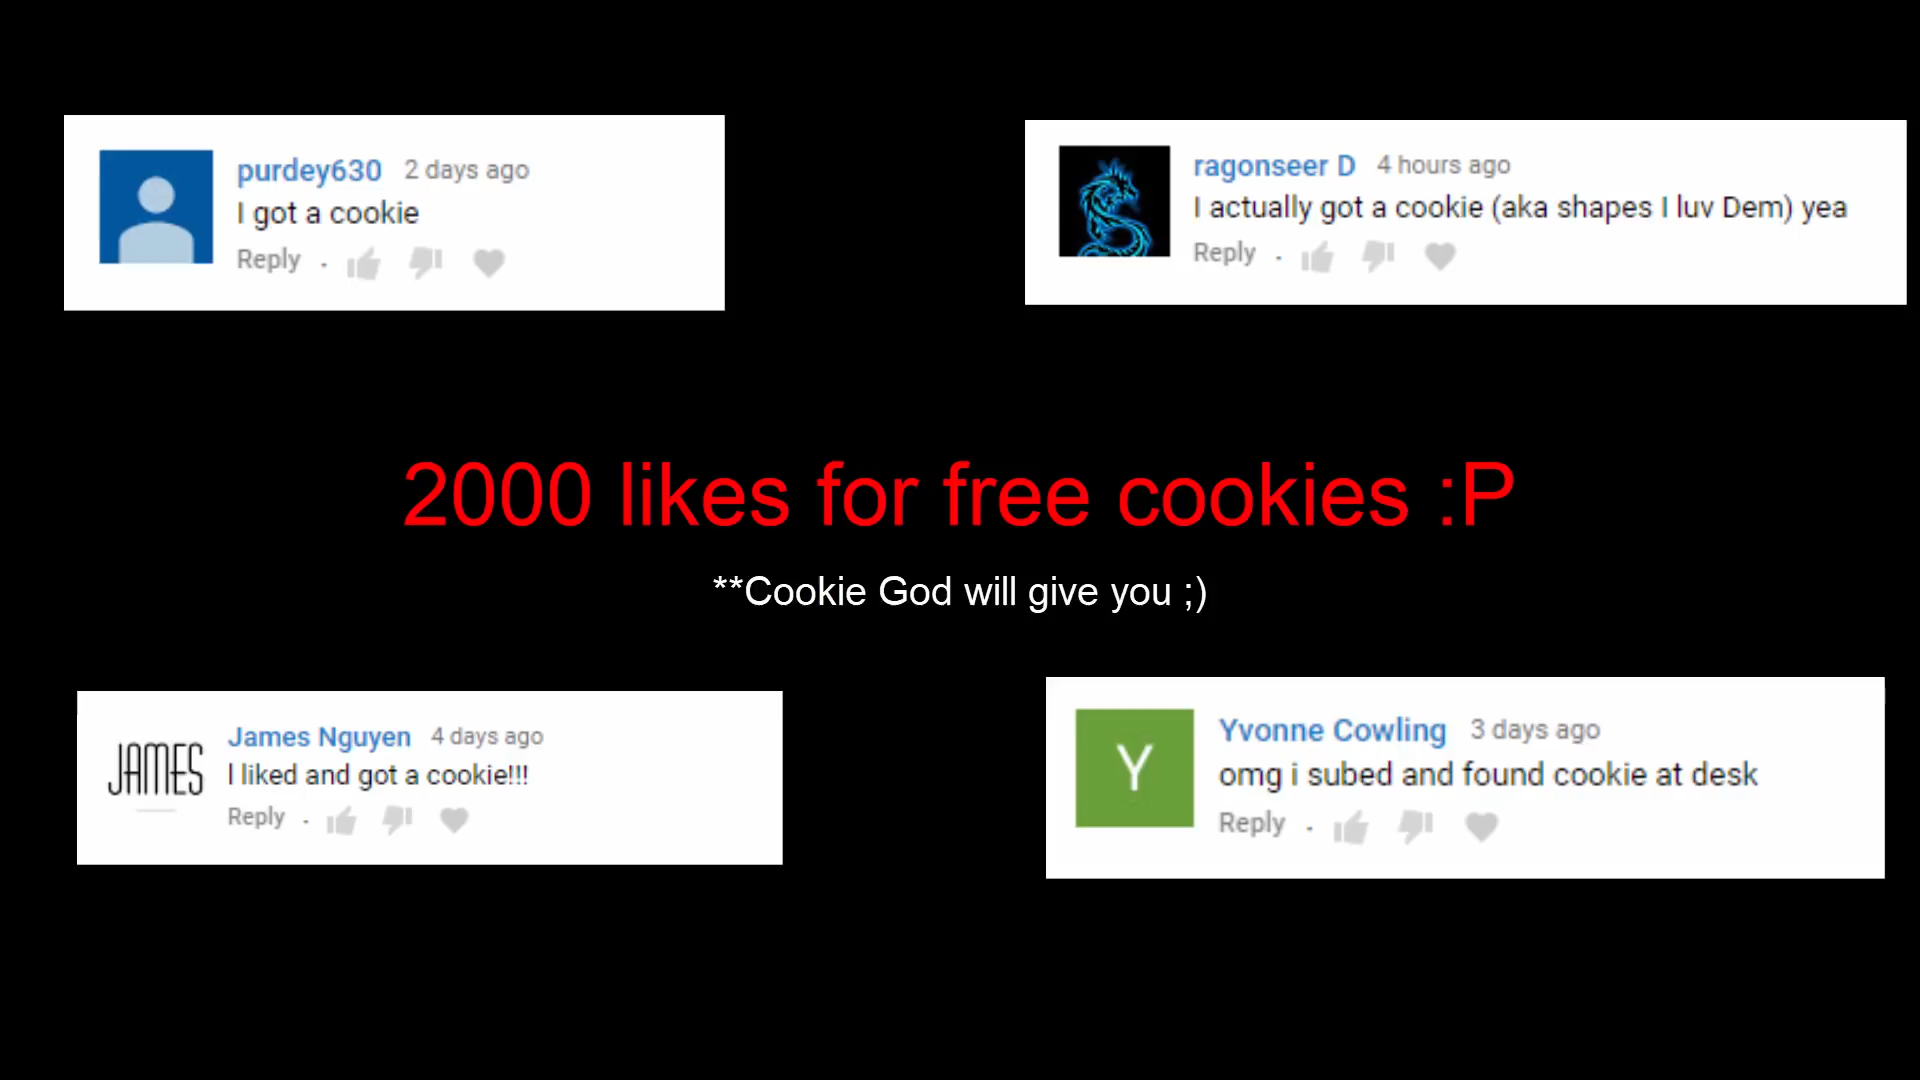 purdey630 2 days ago
I got a cookie
Reply
ragonseer D 4 hours ago
I actually got a cookie (aka shapes I luv Dem) yea
Reply
2000 likes for free cookies :P
**Cookie God will give you ;)
JAMES
James Nguyen 4 days ago
I liked and got a cookie!!!
Reply
Y
Yvonne Cowling 3 days ago
omg i subed and found cookie at desk
Reply